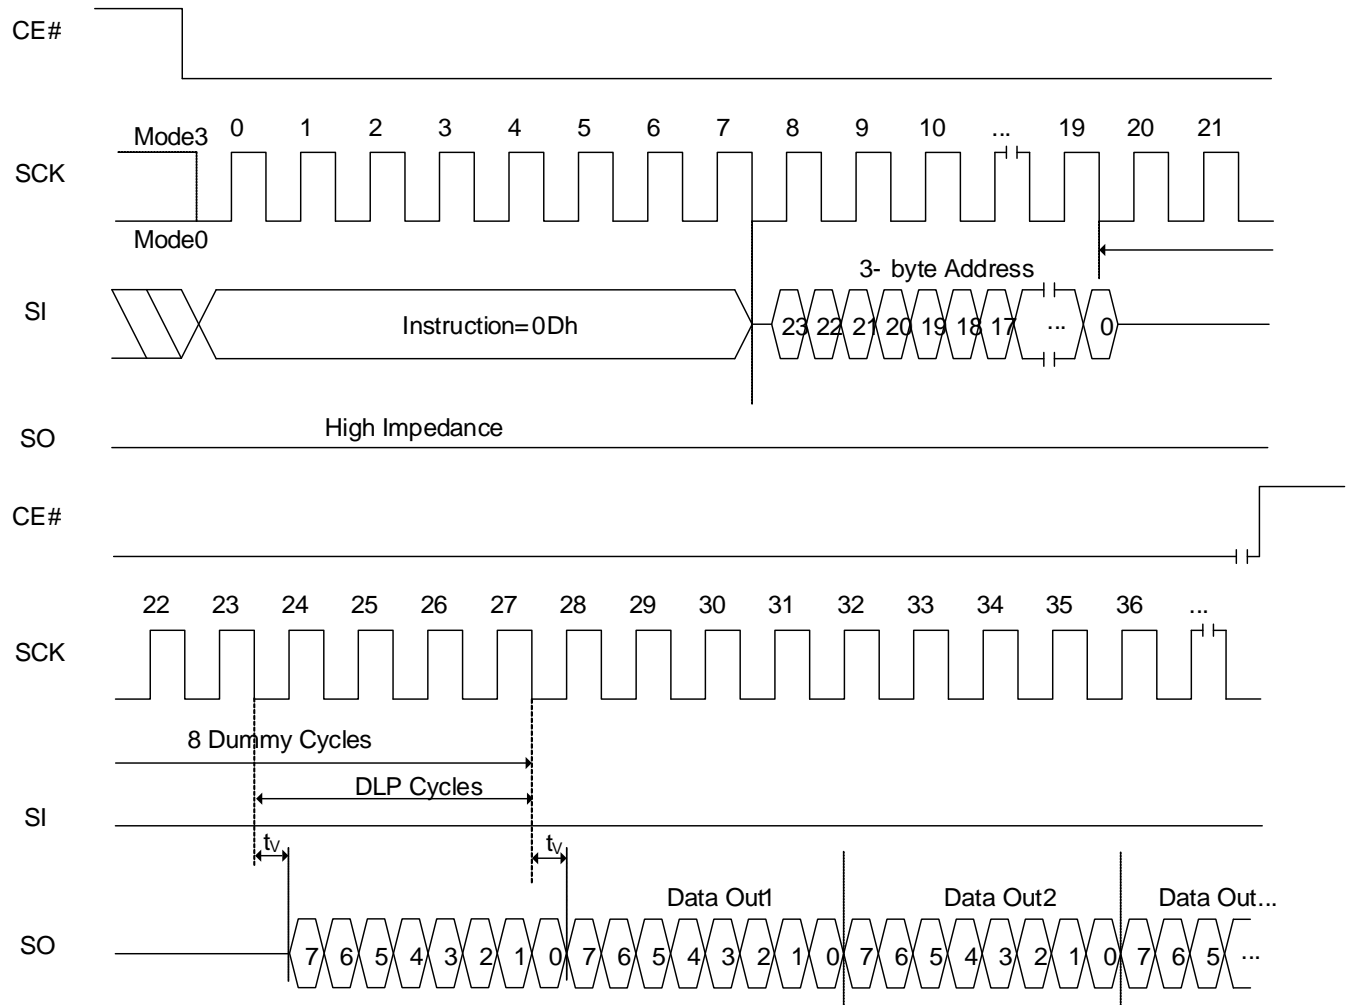 CE#
Mode3 0 1 2 3 4 5 6 7 8 9 10 ... 19 20 21
SCK
Mode0
3- byte Address
SI Instruction=0Dh 23 22 21 20 19 18 17 ... 0
High Impedance
SO
CE#
22 23 24 25 26 27 28 29 30 31 32 33 34 35 36 ...
SCK
8 Dummy Cycles
DLP Cycles
SI
tV tV
Data Out1 Data Out2 Data Out...
SO 7 6 5 4 3 2 1 0 7 6 5 4 3 2 1 0 7 6 5 4 3 2 1 0 7 6 5 ...